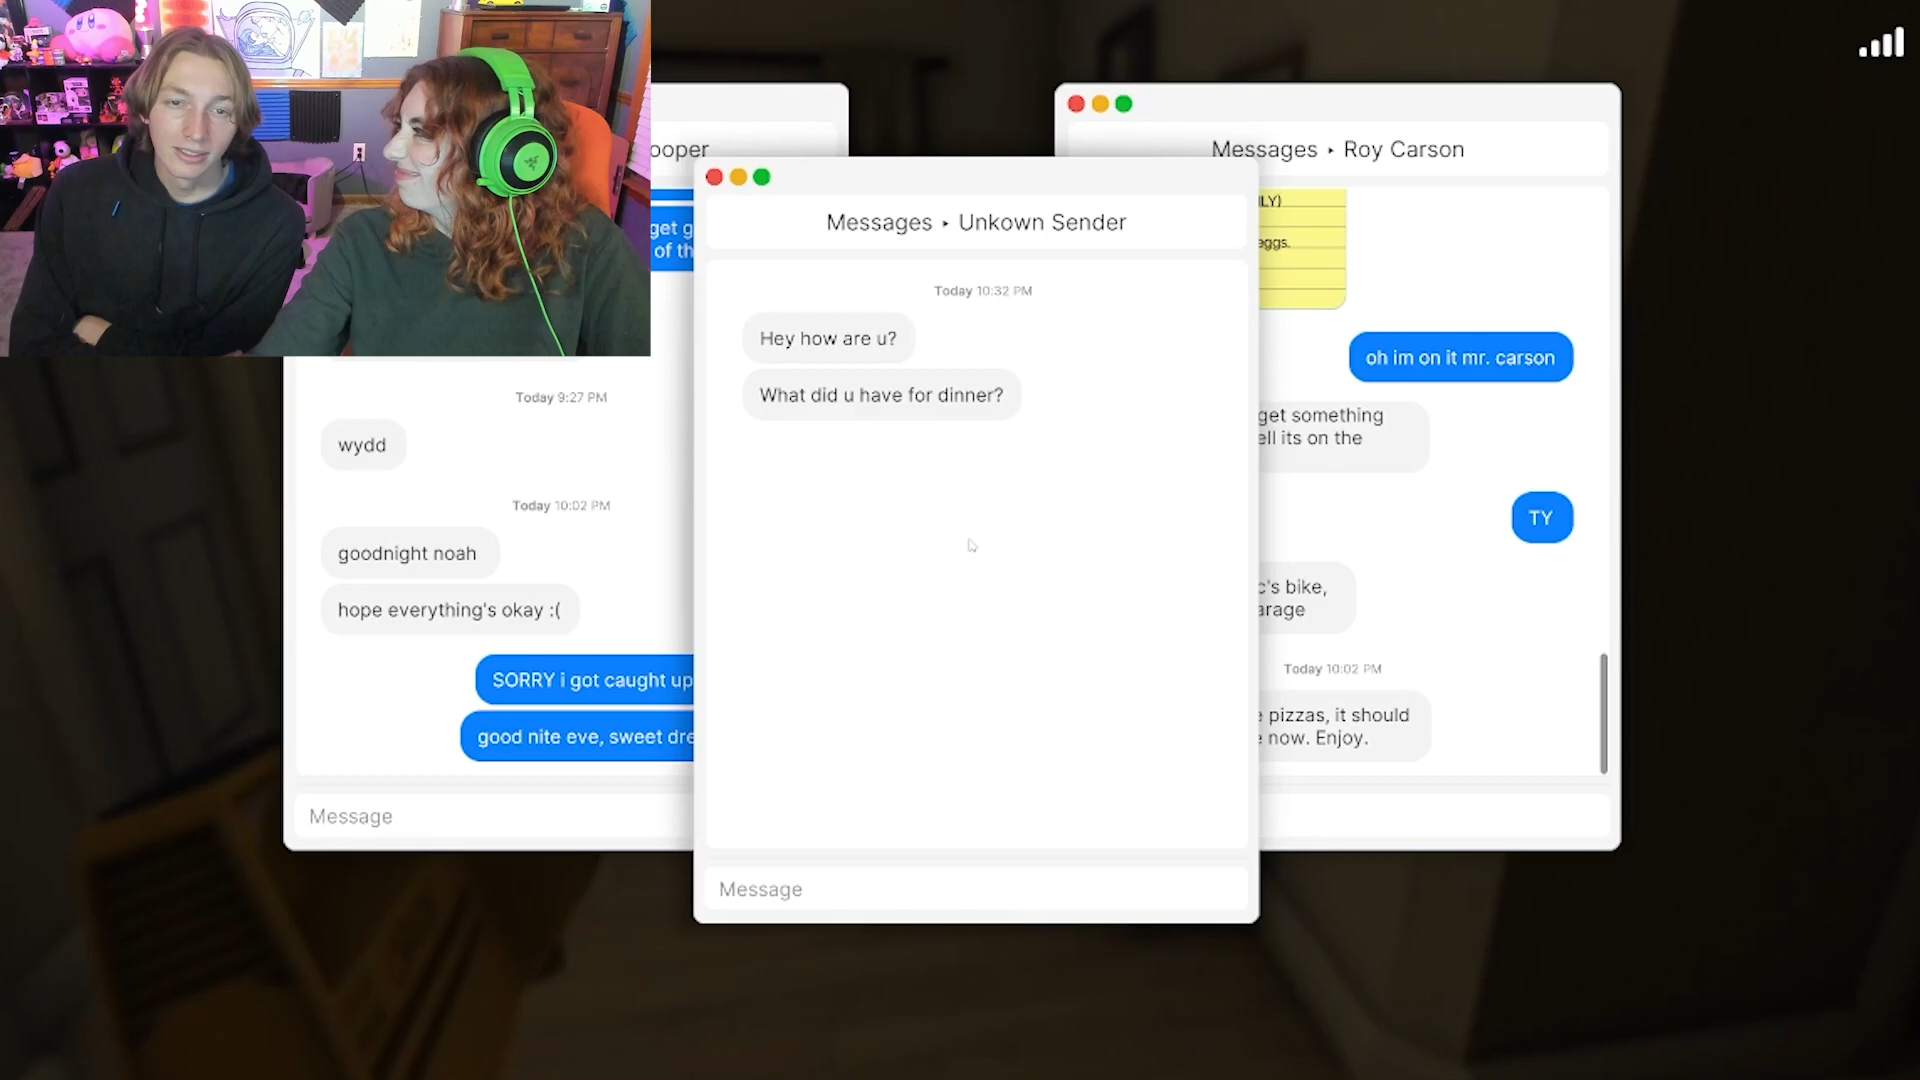 ooper
get g
of th
Today 9:27 PM
wydd
Today 10:02 PM
goodnight noah
hope everything's okay :(
SORRY i got caught up
good nite eve, sweet dre
Message
Messages ‣ Unkown Sender
Today 10:32 PM
Hey how are u?
What did u have for dinner?
Message
Messages ‣ Roy Carson
ILY)
eggs.
oh im on it mr. carson
get something
ell its on the
TY
c's bike,
arage
Today 10:02 PM
e pizzas, it should
e now. Enjoy.